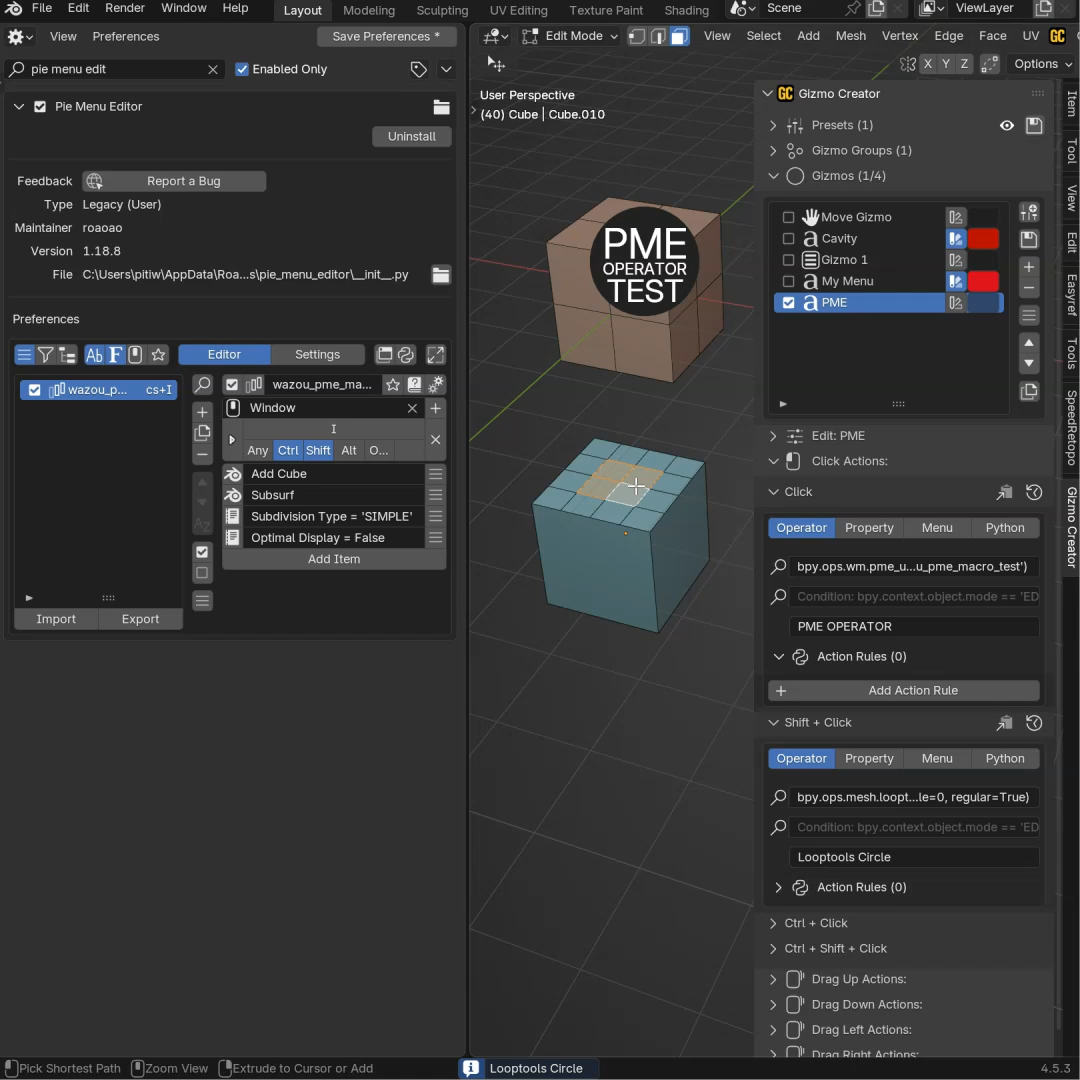 File Edit Render Window Help Layout Modeling Sculpting UV Editing Texture Paint Shading Scene ViewLayer
View Preferences Save Preferences *
Edit Mode View Select Add Mesh Vertex Edge Face UV GC
pie menu edit Enabled Only
X Y Z Options
Pie Menu Editor
Uninstall
Feedback Report a Bug
Type Legacy (User)
Maintainer roaoao
Version 1.18.8
File C:\Users\pitiw\AppData\Roa...s\pie_menu_editor\__init__.py
Preferences
Ab F Editor Settings
wazou_p... cs+I
wazou_pme_ma...
Window
I
Any Ctrl Shift Alt O...
Add Cube
Subsurf
Subdivision Type = 'SIMPLE'
Optimal Display = False
Add Item
Az
Import Export
User Perspective
(40) Cube | Cube.010
PME
OPERATOR
TEST
GC Gizmo Creator
Presets (1)
Gizmo Groups (1)
Gizmos (1/4)
Move Gizmo
a Cavity
Gizmo 1
a My Menu
a PME
Edit: PME
Click Actions:
Click
Operator Property Menu Python
bpy.ops.wm.pme_u...u_pme_macro_test')
Condition: bpy.context.object.mode == 'ED
PME OPERATOR
Action Rules (0)
Add Action Rule
Shift + Click
Operator Property Menu Python
bpy.ops.mesh.loopt...le=0, regular=True)
Condition: bpy.context.object.mode == 'ED
Looptools Circle
Action Rules (0)
Ctrl + Click
Ctrl + Shift + Click
Drag Up Actions:
Drag Down Actions:
Drag Left Actions:
Drag Right Actions:
Item
Tool
View
Edit
Easyref
Tools
SpeedRetopo
Gizmo Creator
Pick Shortest Path Zoom View Extrude to Cursor or Add Looptools Circle 4.5.3